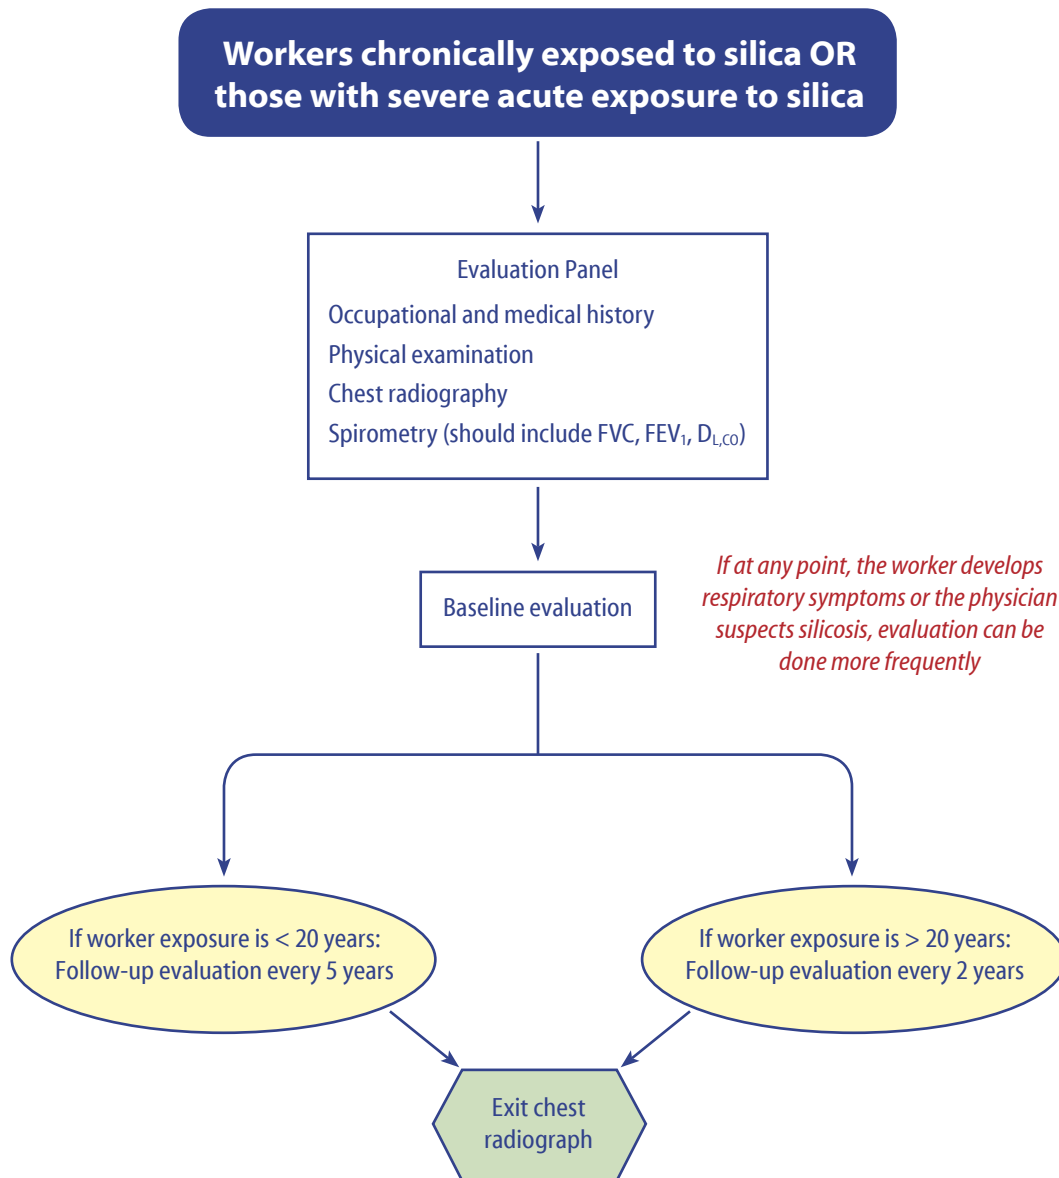 Workers chronically exposed to silica OR
those with severe acute exposure to silica
Evaluation Panel
Occupational and medical history
Physical examination
Chest radiography
Spirometry (should include FVC, FEV₁, D_L,CO)
Baseline evaluation
If at any point, the worker develops
respiratory symptoms or the physician
suspects silicosis, evaluation can be
done more frequently
If worker exposure is < 20 years:
Follow-up evaluation every 5 years
If worker exposure is > 20 years:
Follow-up evaluation every 2 years
Exit chest
radiograph